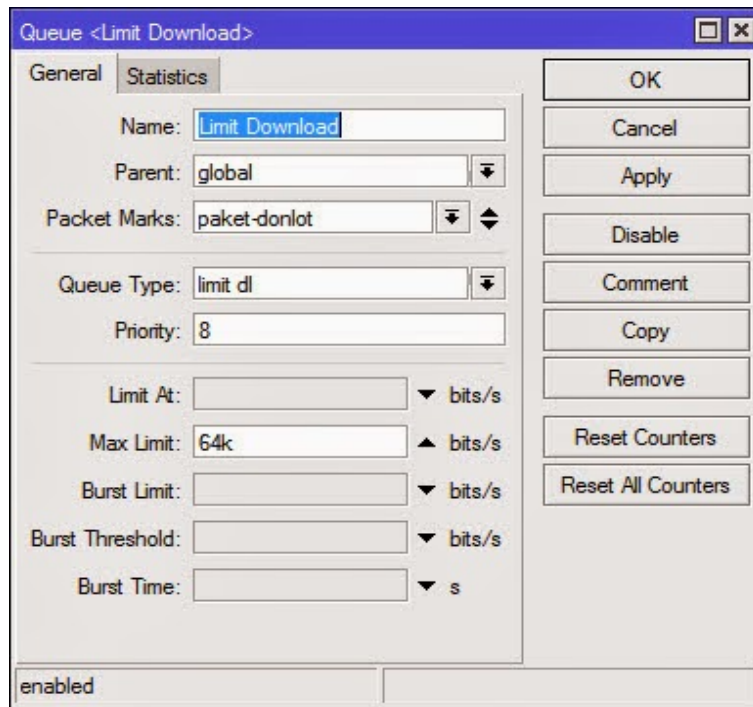 Queue <Limit Download>
General Statistics
Name: Limit Download
Parent: global
Packet Marks: paket-donlot
Queue Type: limit dl
Priority: 8
Limit At: bits/s
Max Limit: 64k bits/s
Burst Limit: bits/s
Burst Threshold: bits/s
Burst Time: s
OK
Cancel
Apply
Disable
Comment
Copy
Remove
Reset Counters
Reset All Counters
enabled